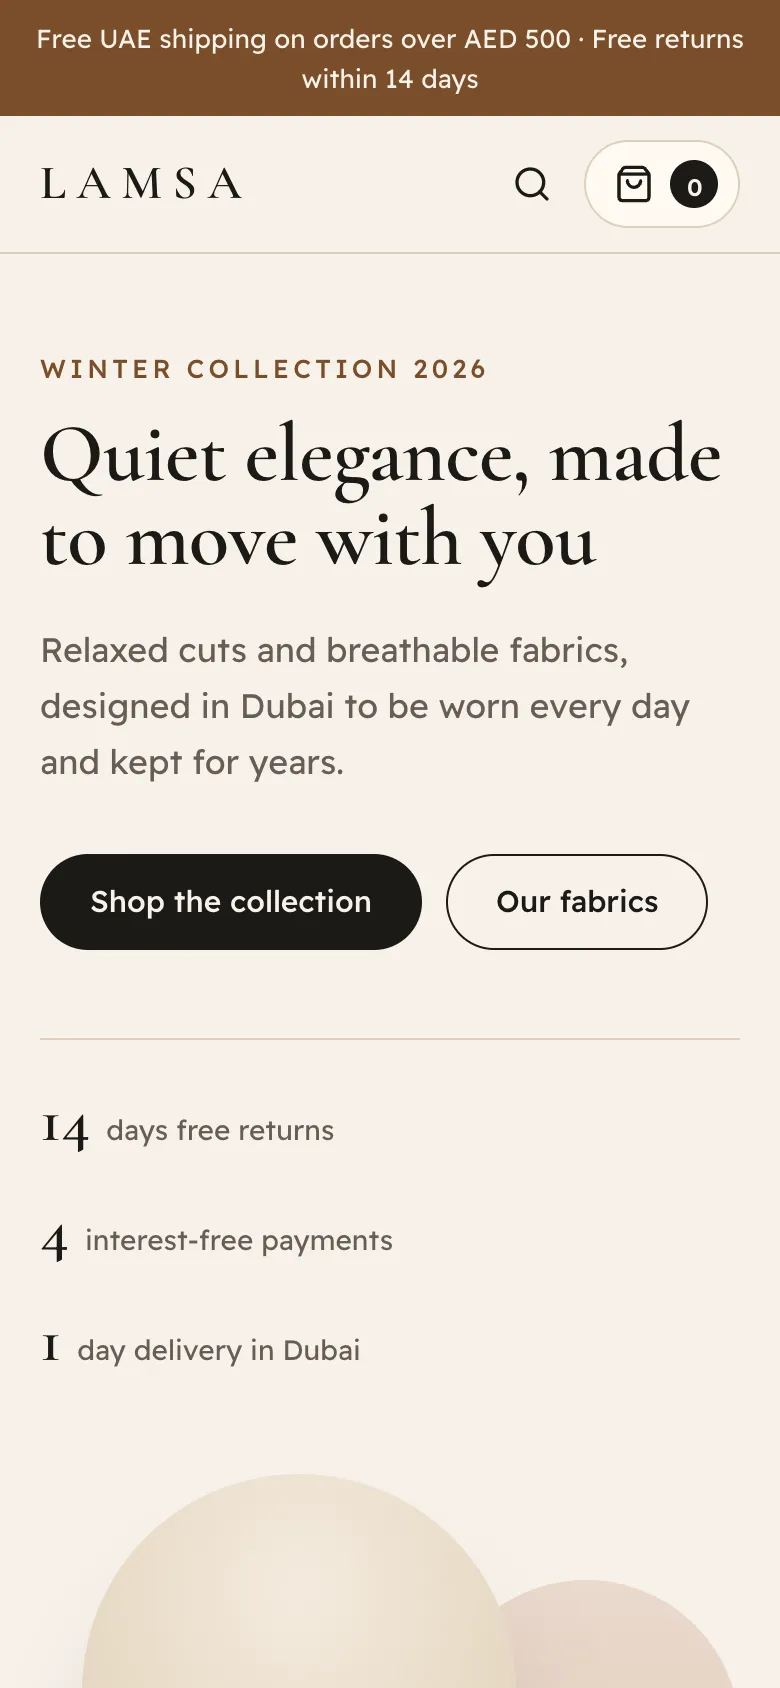 Free UAE shipping on orders over AED 500 · Free returns
within 14 days
LAMSA
0
WINTER COLLECTION 2026
Quiet elegance, made
to move with you
Relaxed cuts and breathable fabrics,
designed in Dubai to be worn every day
and kept for years.
Shop the collection
Our fabrics
14 days free returns
4 interest-free payments
1 day delivery in Dubai